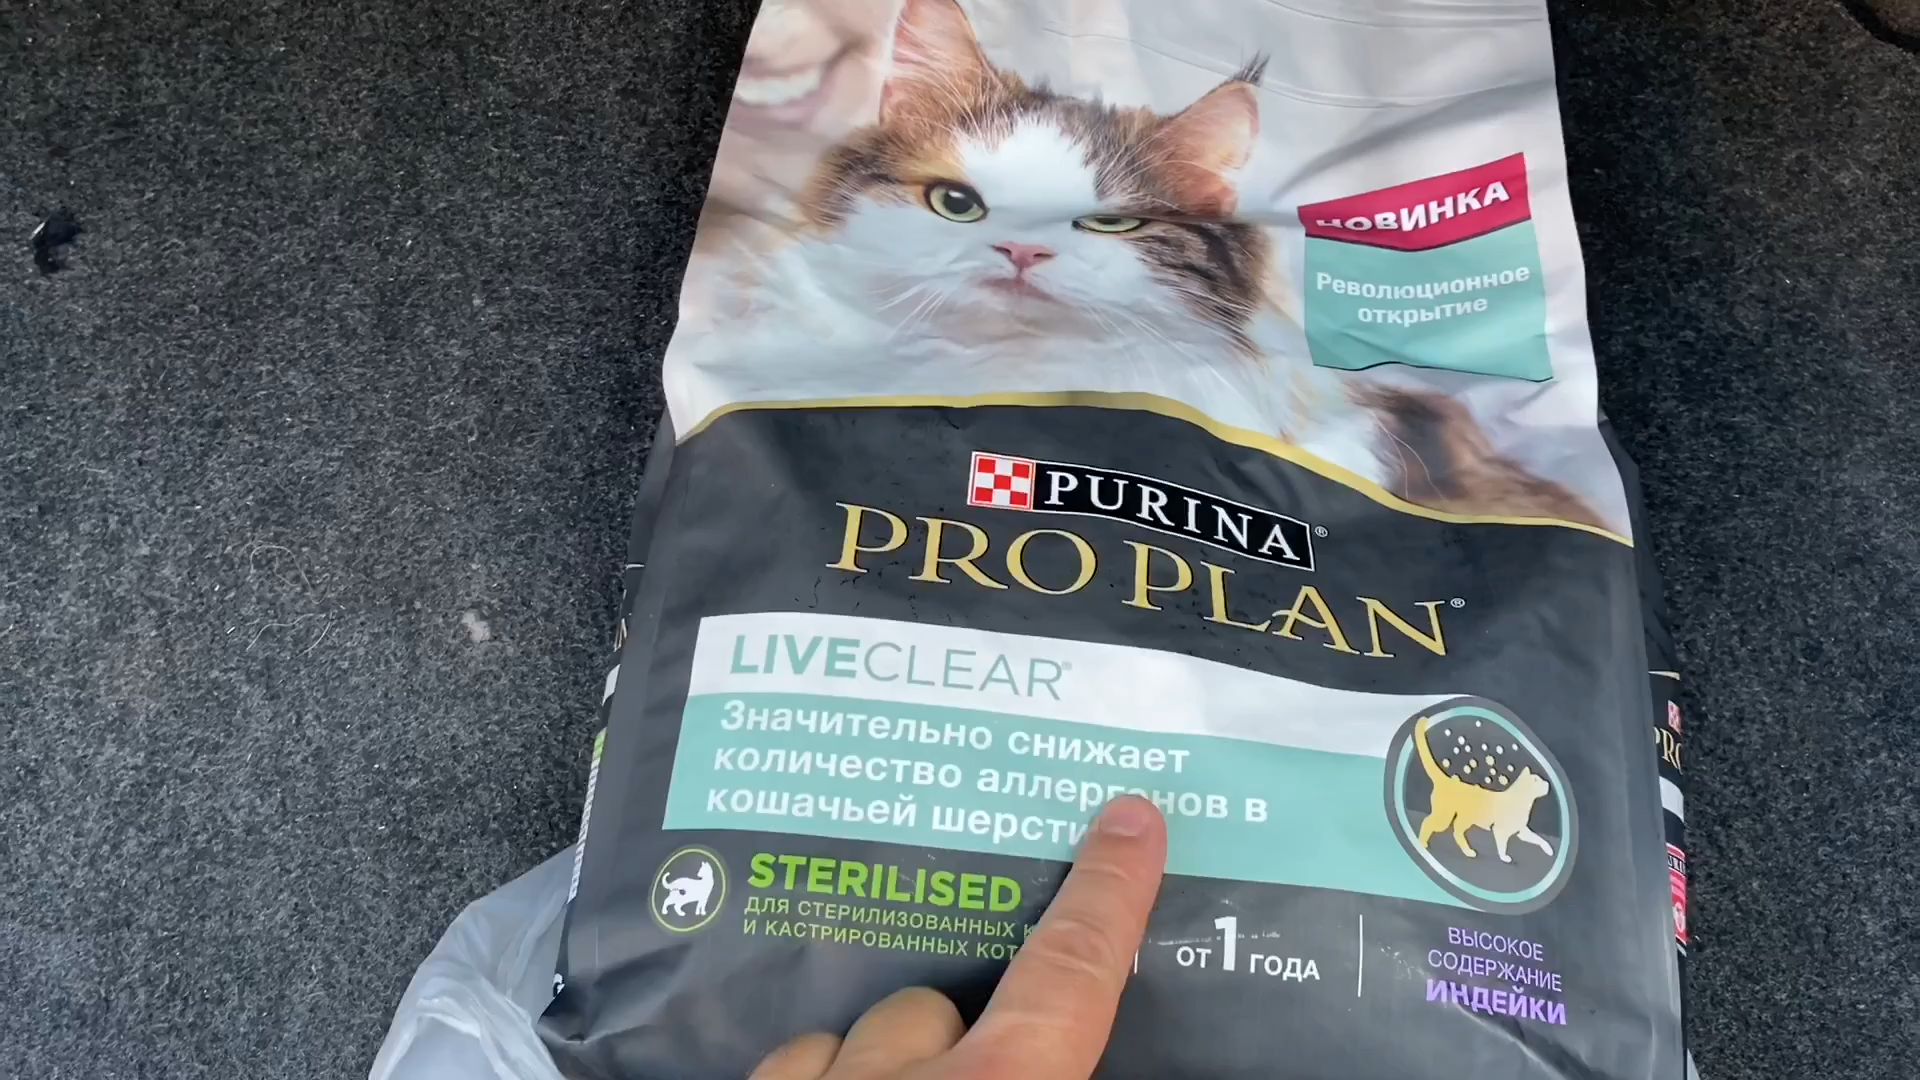 НОВИНКА
Революционное
открытие
PURINA®
PRO PLAN®
LIVECLEAR®
Значительно снижает
количество аллергенов в
кошачьей шерсти
STERILISED
ДЛЯ СТЕРИЛИЗОВАННЫХ
И КАСТРИРОВАННЫХ
ОТ 1 ГОДА
ВЫСОКОЕ
СОДЕРЖАНИЕ
ИНДЕЙКИ